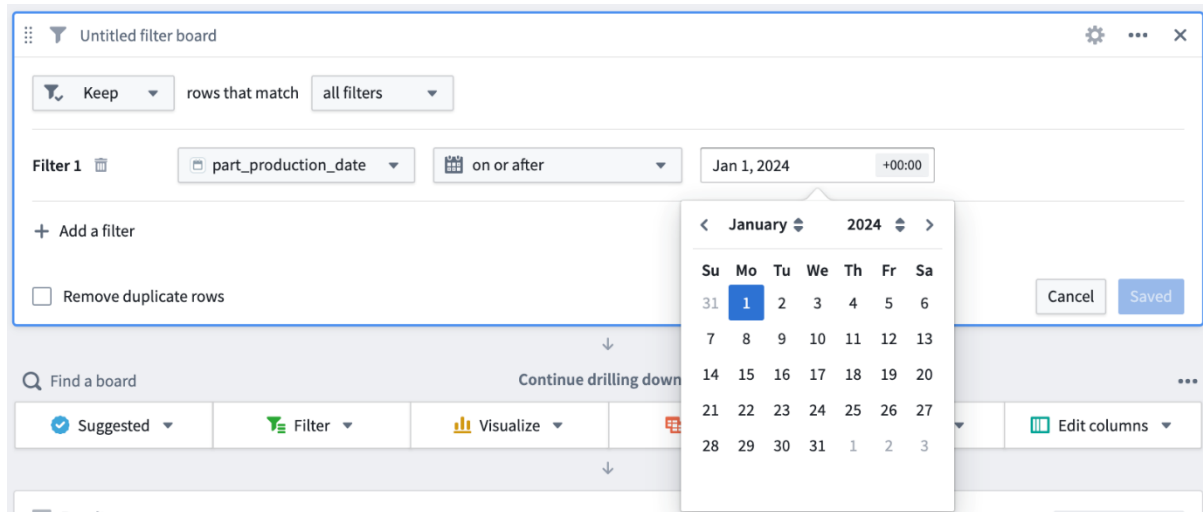 Untitled filter board
Keep rows that match all filters
Filter 1 part_production_date on or after Jan 1, 2024 +00:00
+ Add a filter
January 2024
Su Mo Tu We Th Fr Sa
31 1 2 3 4 5 6
7 8 9 10 11 12 13
14 15 16 17 18 19 20
21 22 23 24 25 26 27
28 29 30 31 1 2 3
Remove duplicate rows
Cancel Saved
Find a board
Continue drilling down
Suggested Filter Visualize Edit columns